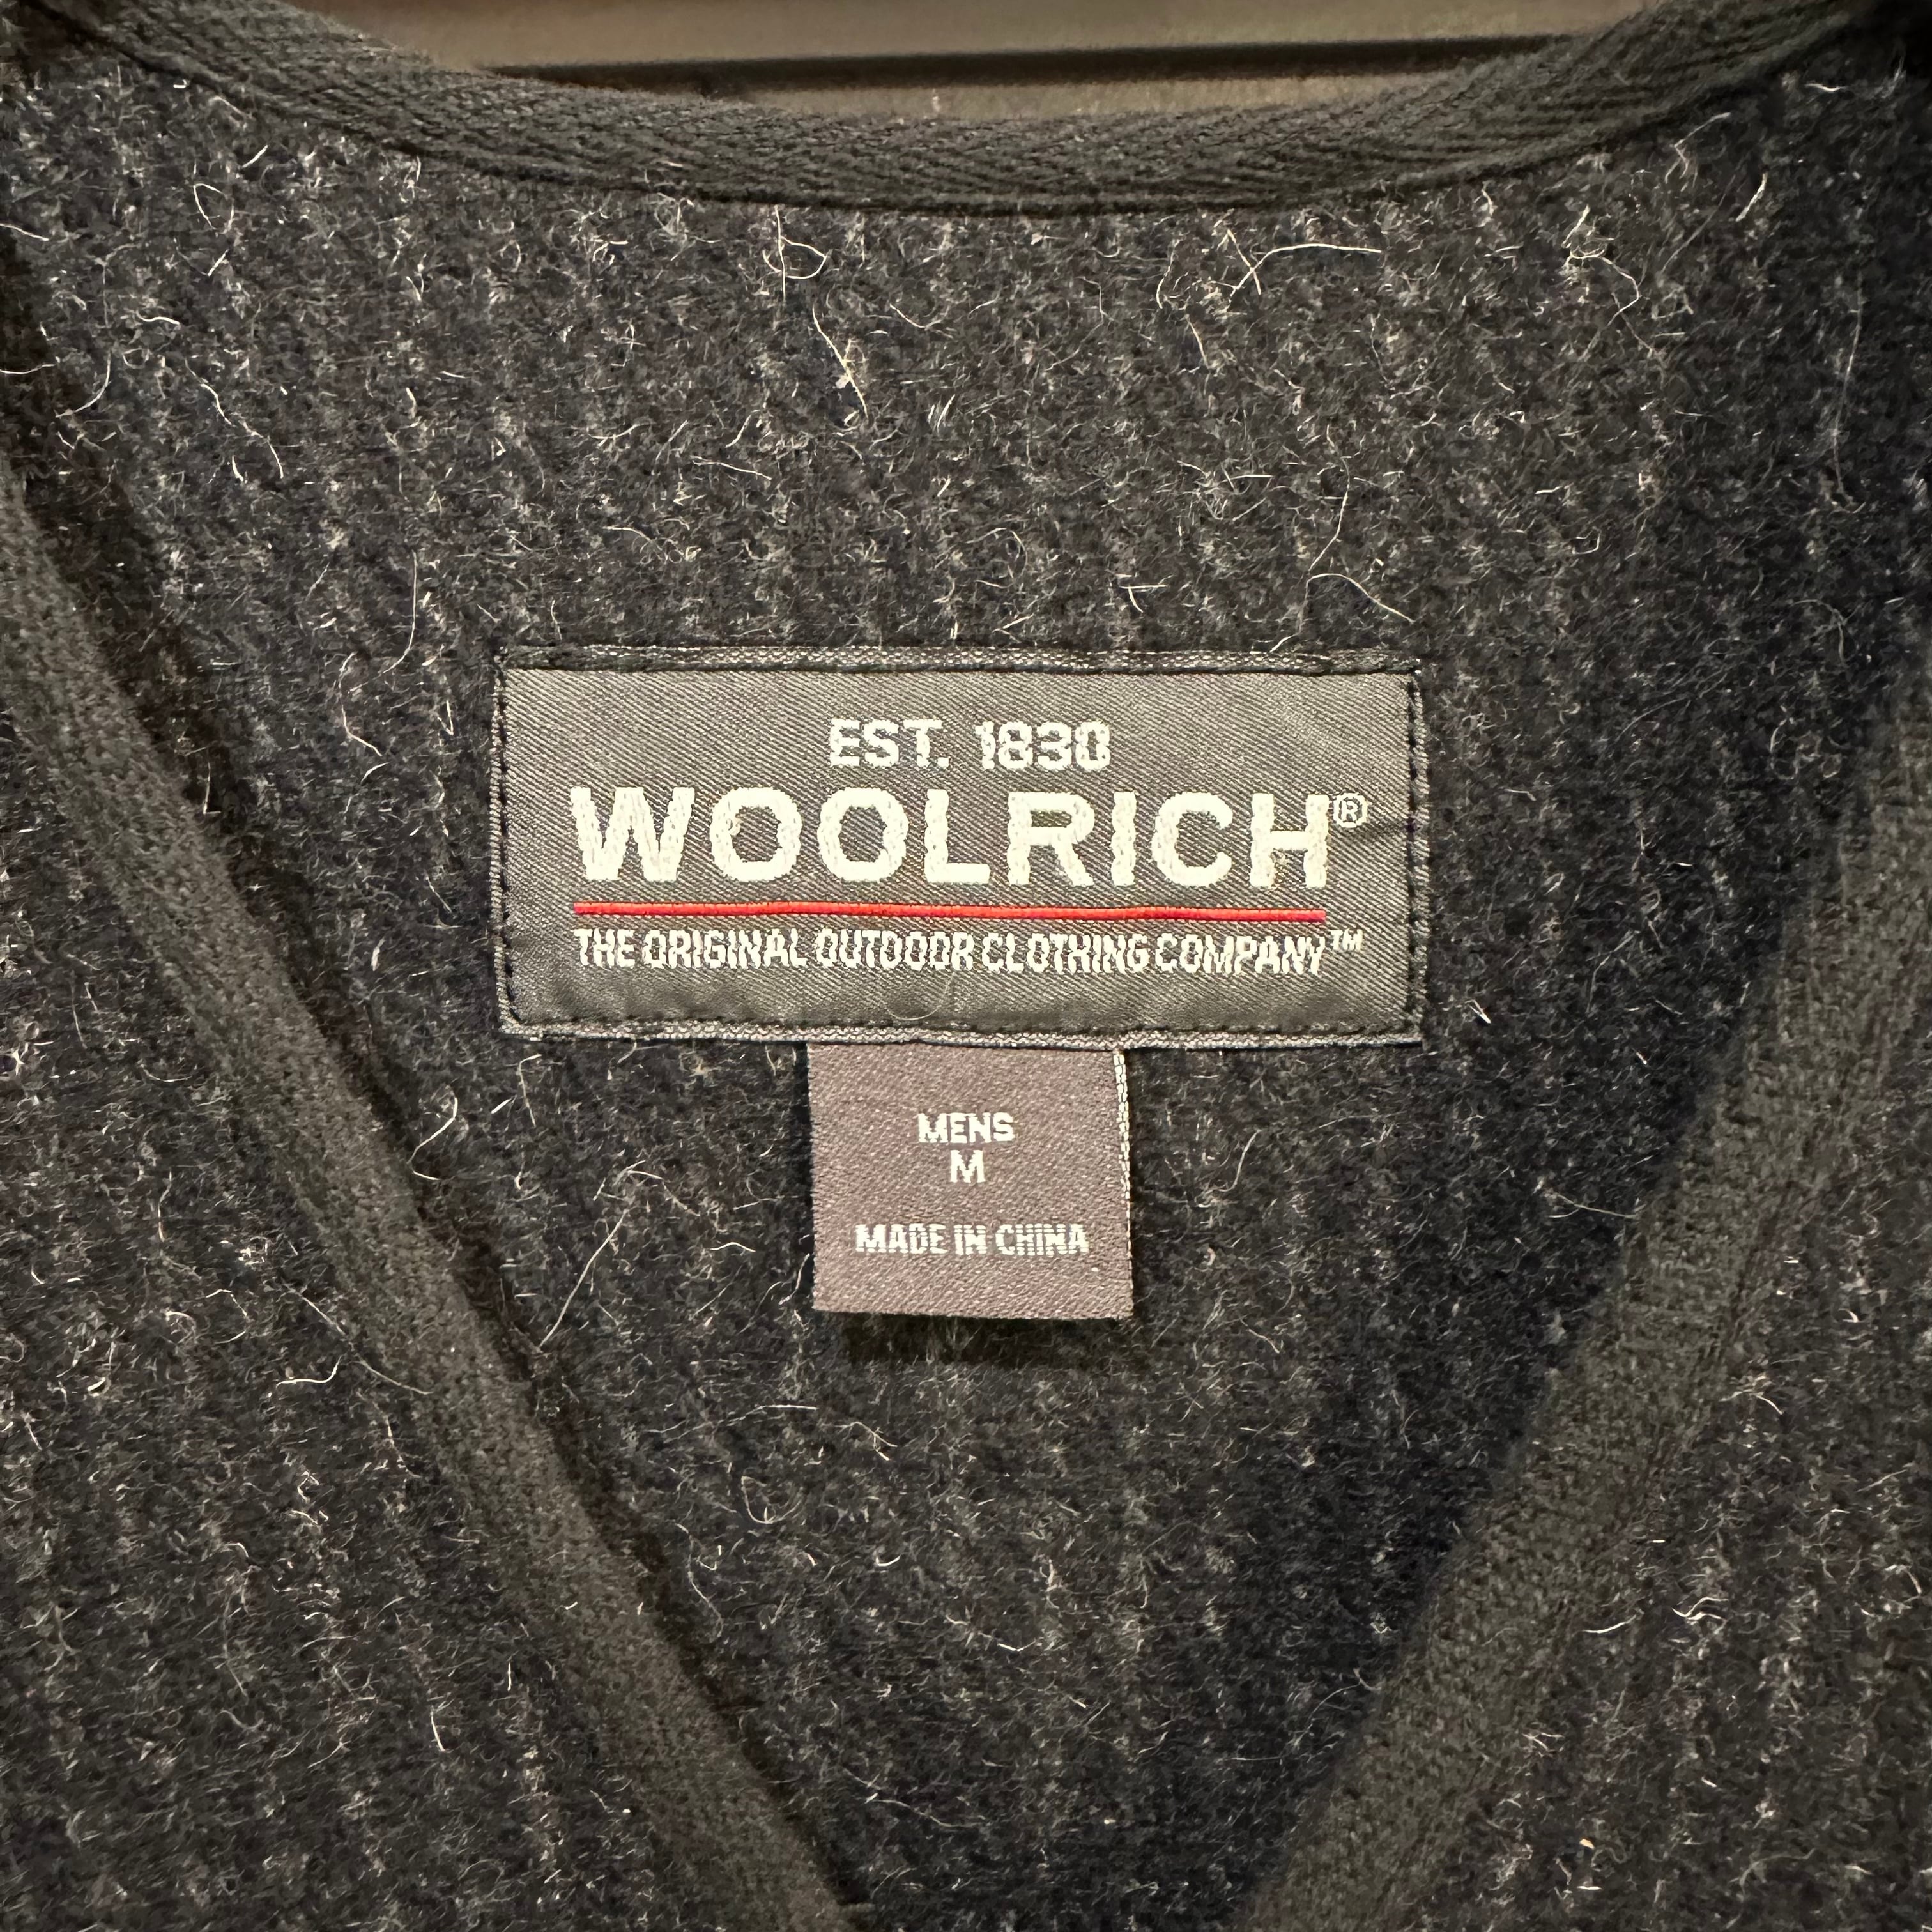 EST. 1830
WOOLRICH®
THE ORIGINAL OUTDOOR CLOTHING COMPANY™
MENS
M
MADE IN CHINA